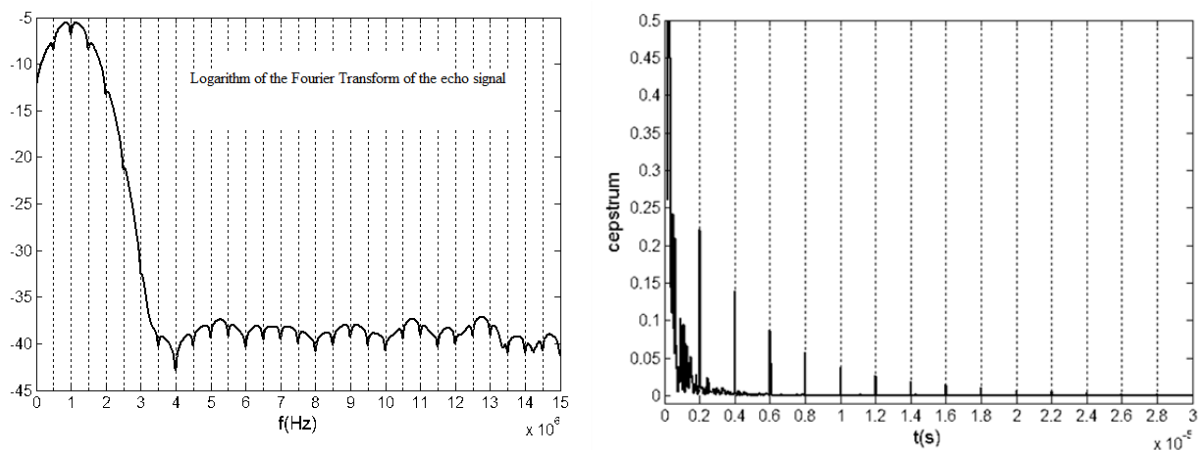 -5
-10
-15
-20
-25
-30
-35
-40
-45
Logarithm of the Fourier Transform of the echo signal
0 1 2 3 4 5 6 7 8 9 10 11 12 13 14 15
f(Hz)
x 10^6
0.5
0.45
0.4
0.35
0.3
0.25
0.2
0.15
0.1
0.05
0
cepstrum
0 0.2 0.4 0.6 0.8 1 1.2 1.4 1.6 1.8 2 2.2 2.4 2.6 2.8 3
t(s)
x 10^-5